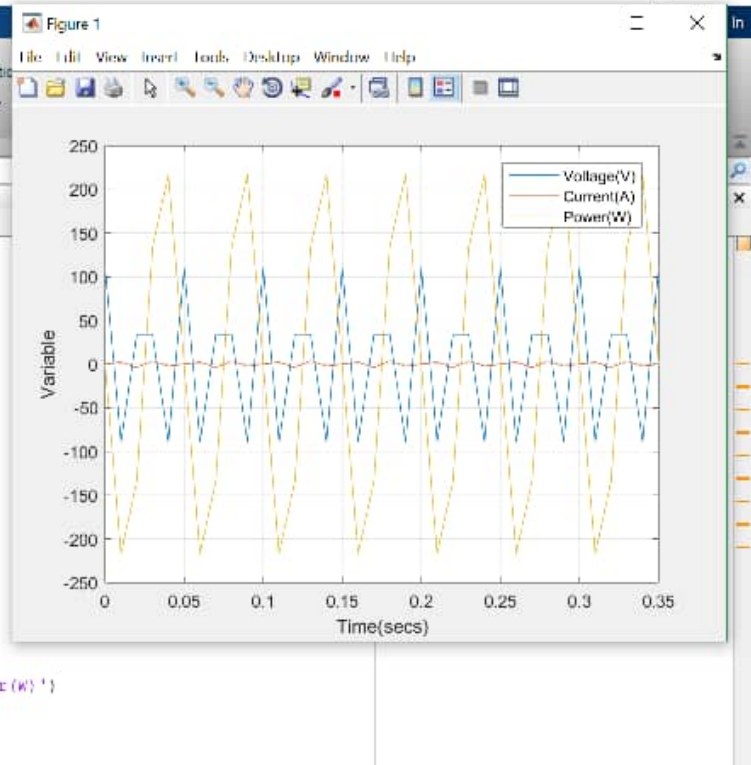 In
Figure 1
File Edit View Insert Tools Desktop Window Help
250
200
150
100
50
0
-50
-100
-150
-200
-250
Variable
Voltage(V)
Current(A)
Power(W)
0 0.05 0.1 0.15 0.2 0.25 0.3 0.35
Time(secs)
r(W)')